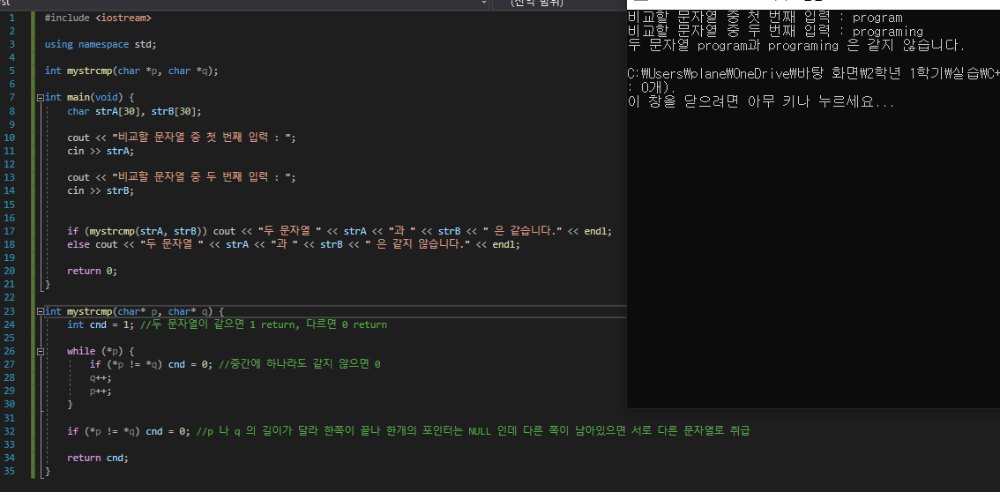 #include <iostream>
using namespace std;
int mystrcmp(char *p, char *q);
int main(void) {
char strA[30], strB[30];
cout << "비교할 문자열 중 첫 번째 입력 : ";
cin >> strA;
cout << "비교할 문자열 중 두 번째 입력 : ";
cin >> strB;
if (mystrcmp(strA, strB)) cout << "두 문자열 " << strA << "과 " << strB << " 은 같습니다." << endl;
else cout << "두 문자열 " << strA << "과 " << strB << " 은 같지 않습니다." << endl;
return 0;
}
int mystrcmp(char* p, char* q) {
int cnd = 1; //두 문자열이 같으면 1 return, 다르면 0 return
while (*p) {
if (*p != *q) cnd = 0; //중간에 하나라도 같지 않으면 0
q++;
p++;
}
if (*p != *q) cnd = 0; //p 나 q 의 길이가 달라 한쪽이 끝나 한개의 포인터는 NULL 인데 다른 쪽이 남아있으면 서로 다른 문자열로 취급
return cnd;
}
비교할 문자열 중 첫 번째 입력 : program
비교할 문자열 중 두 번째 입력 : programing
두 문자열 program과 programing 은 같지 않습니다.
C:\Users\plane\OneDrive\바탕 화면\2학년 1학기\실습\C+
: 0개).
이 창을 닫으려면 아무 키나 누르세요...